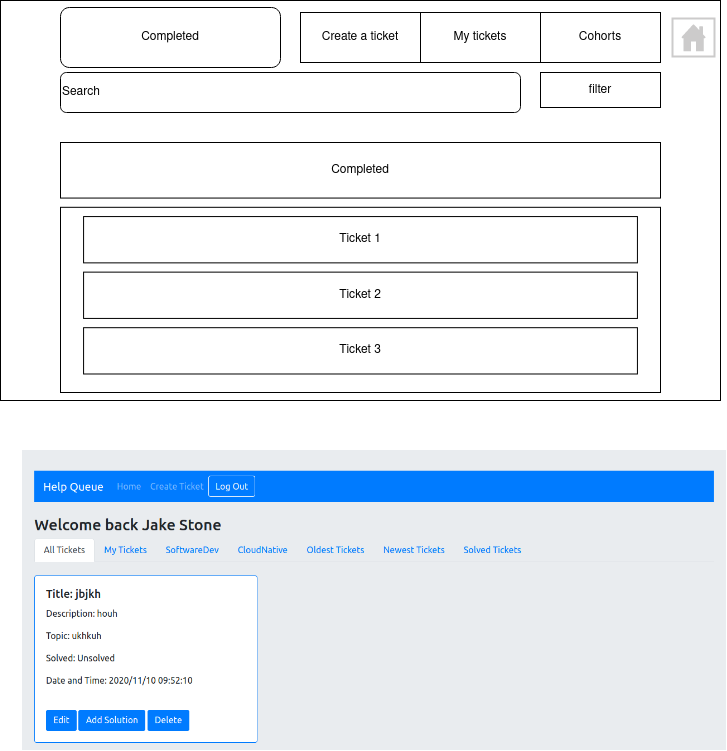 Completed
Create a ticket
My tickets
Cohorts
Search
filter
Completed
Ticket 1
Ticket 2
Ticket 3
Help Queue Home Create Ticket Log Out
Welcome back Jake Stone
All Tickets My Tickets SoftwareDev CloudNative Oldest Tickets Newest Tickets Solved Tickets
Title: jbjkh
Description: houh
Topic: ukhkuh
Solved: Unsolved
Date and Time: 2020/11/10 09:52:10
Edit Add Solution Delete